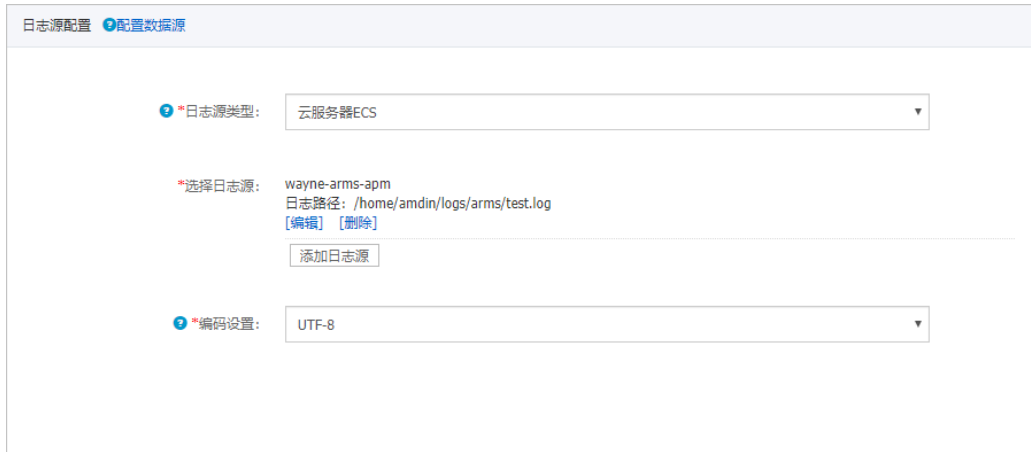 日志源配置 ?配置数据源
? *日志源类型: 云服务器ECS
*选择日志源: wayne-arms-apm
日志路径: /home/amdin/logs/arms/test.log
[编辑] [删除]
添加日志源
? *编码设置: UTF-8